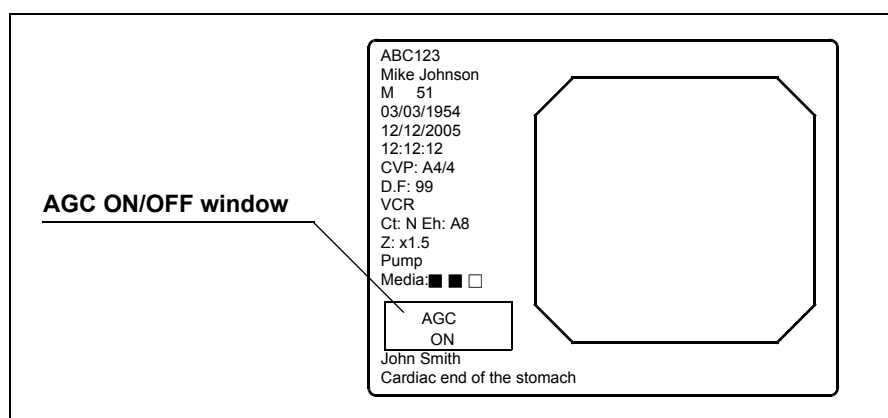 AGC ON/OFF window
ABC123
Mike Johnson
M 51
03/03/1954
12/12/2005
12:12:12
CVP: A4/4
D.F: 99
VCR
Ct: N Eh: A8
Z: x1.5
Pump
Media:■ ■ □
AGC
ON
John Smith
Cardiac end of the stomach